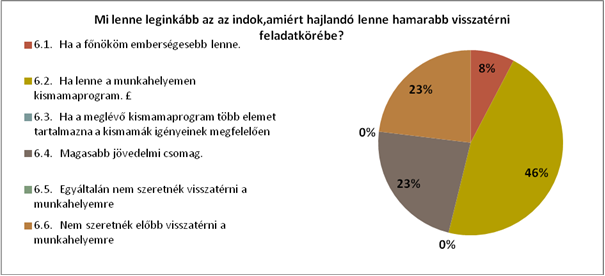 Mi lenne leginkább az az indok,amiért hajlandó lenne hamarabb visszatérni
feladatkörébe?
6.1. Ha a főnököm emberségesebb lenne.
6.2. Ha lenne a munkahelyemen
kismamaprogram. £
6.3. Ha a meglévő kismamaprogram több elemet
tartalmazna a kismamák igényeinek megfelelően
6.4. Magasabb jövedelmi csomag.
6.5. Egyáltalán nem szeretnék visszatérni a
munkahelyemre
6.6. Nem szeretnék előbb visszatérni a
munkahelyemre
8%
46%
0%
23%
0%
23%